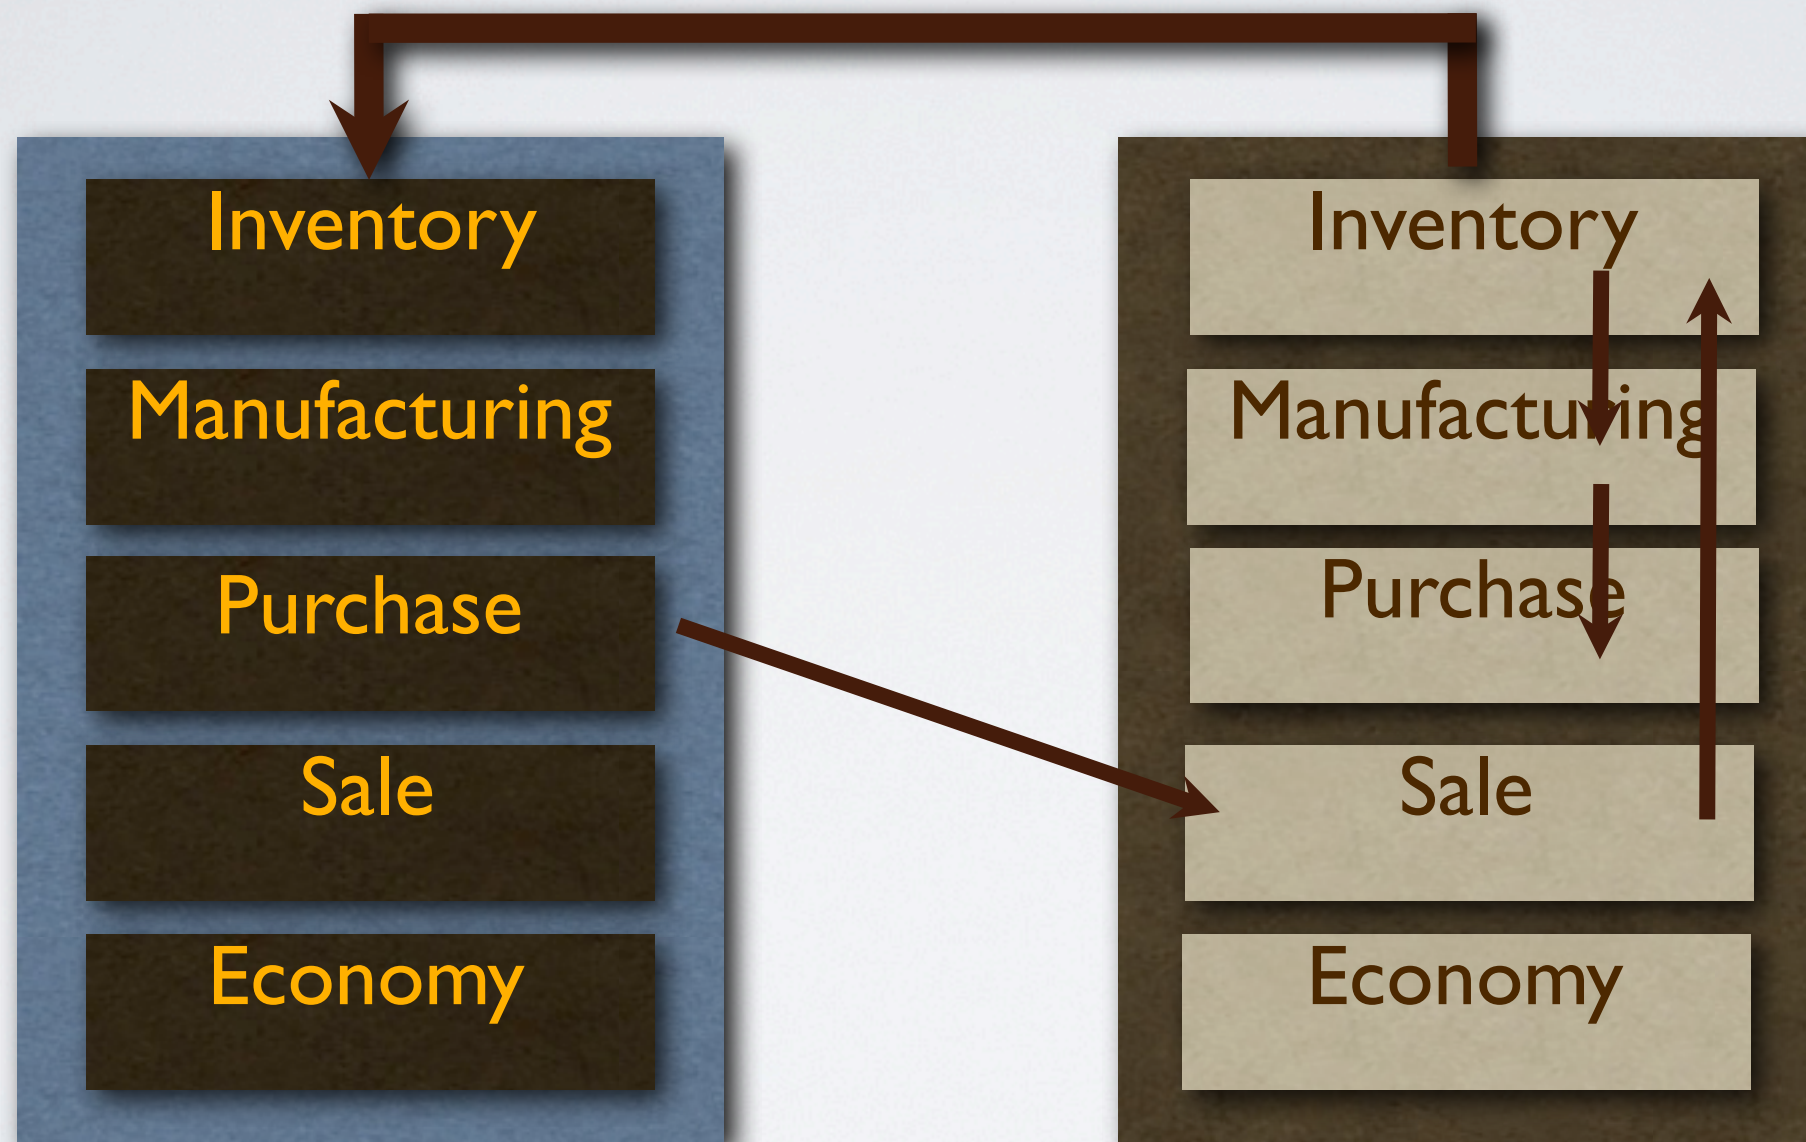 Inventory
Manufacturing
Purchase
Sale
Economy
Inventory
Manufacturing
Purchase
Sale
Economy